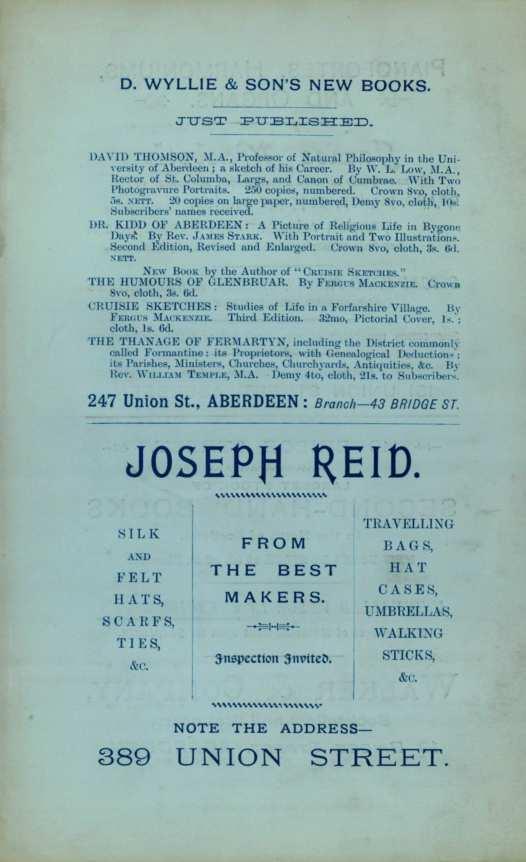 D. WYLLIE & SON'S NEW BOOKS.
JUST PUBLISHED.
DAVID THOMSON, M.A., Professor of Natural Philosophy in the Uni-
versity of Aberdeen; a sketch of his Career. By W. L. Low, M.A.,
Rector of St. Columba, Largs, and Canon of Cumbrae. With Two
Photogravure Portraits. 250 copies, numbered. Crown 8vo, cloth,
5s. NETT. 20 copies on large paper, numbered, Demy 8vo, cloth, 10s.
Subscribers' names received.
DR. KIDD OF ABERDEEN: A Picture of Religious Life in Bygone
Days. By Rev. JAMES STARK. With Portrait and Two Illustrations.
Second Edition, Revised and Enlarged. Crown 8vo, cloth, 3s. 6d.
NETT.
NEW BOOK by the Author of "CRUISIE SKETCHES."
THE HUMOURS OF GLENBRUAR. By FERGUS MACKENZIE. Crown
8vo, cloth, 3s. 6d.
CRUISIE SKETCHES: Studies of Life in a Forfarshire Village. By
FERGUS MACKENZIE. Third Edition. 32mo, Pictorial Cover, 1s.;
cloth, 1s. 6d.
THE THANAGE OF FERMARTYN, including the District commonly
called Formantine: its Proprietors, with Genealogical Deductions;
its Parishes, Ministers, Churches, Churchyards, Antiquities, &c. By
Rev. WILLIAM TEMPLE, M.A. Demy 4to, cloth, 21s. to Subscribers.
247 Union St., ABERDEEN: Branch—43 BRIDGE ST.
JOSEPH REID.
SILK
AND
FELT
HATS,
SCARFS,
TIES,
&c.
FROM
THE BEST
MAKERS.
Inspection Invited.
TRAVELLING
BAGS,
HAT
CASES,
UMBRELLAS,
WALKING
STICKS,
&c.
NOTE THE ADDRESS—
389 UNION STREET.